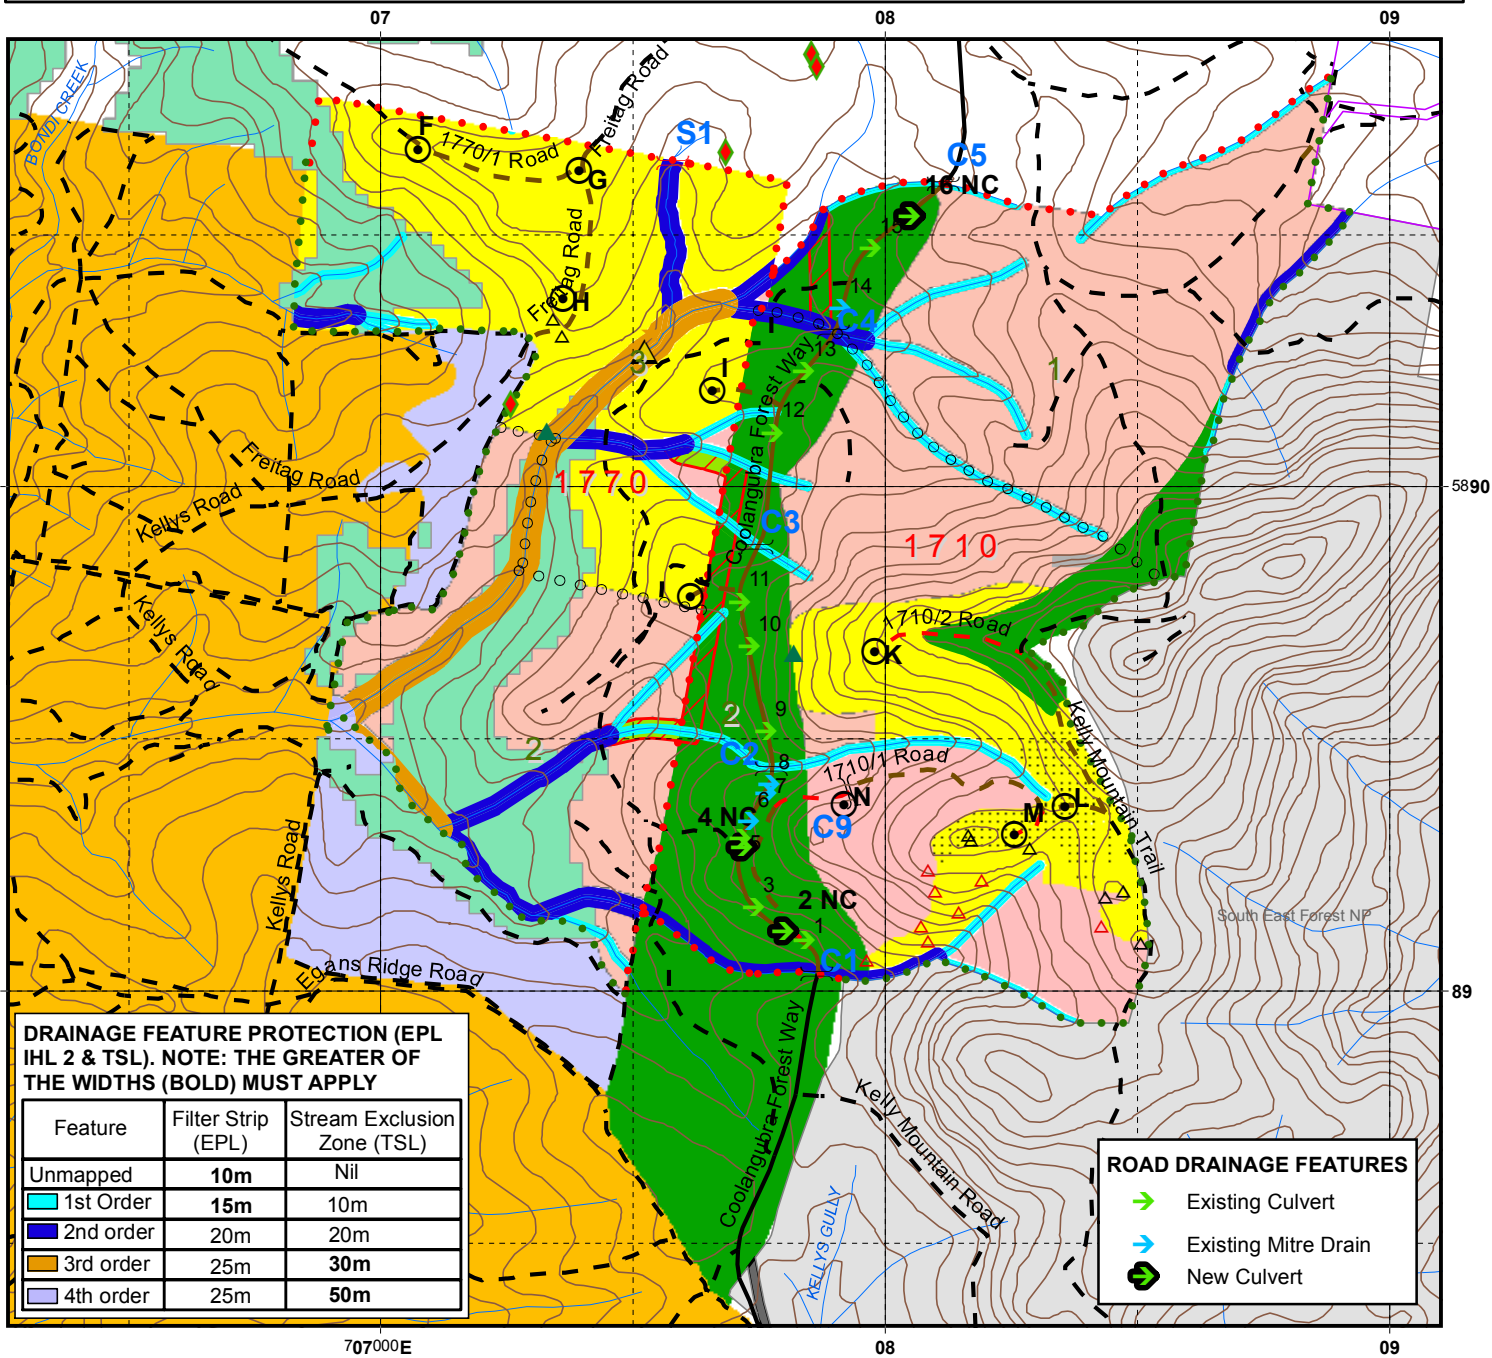 07
08
09
BONDI CREEK
F
1770/1 Road
Freitag Road
G
S1
C5
16 NC
15
Freitag Road
H
14
C4
13
3
I
1
12
Coolangubra Forest Way
Freitag Road
1770
5890
Kellys Road
C3
1710
11
Kellys Road
10
1710/2 Road
K
9
2
2
C2
8
Kelly Mountain Trail
7
1710/1 Road
6
N
L
4 NC
M
C9
5
Kellys Road
3
2 NC
1
South East Forest NP
C1
Egans Ridge Road
89
Coolangubra Forest Way
Kelly Mountain Road
KELLYS GULLY
DRAINAGE FEATURE PROTECTION (EPL
IHL 2 & TSL). NOTE: THE GREATER OF
THE WIDTHS (BOLD) MUST APPLY
Feature Filter Strip (EPL) Stream Exclusion Zone (TSL)
Unmapped 10m Nil
1st Order 15m 10m
2nd order 20m 20m
3rd order 25m 30m
4th order 25m 50m
ROAD DRAINAGE FEATURES
Existing Culvert
Existing Mitre Drain
New Culvert
707000E
08
09